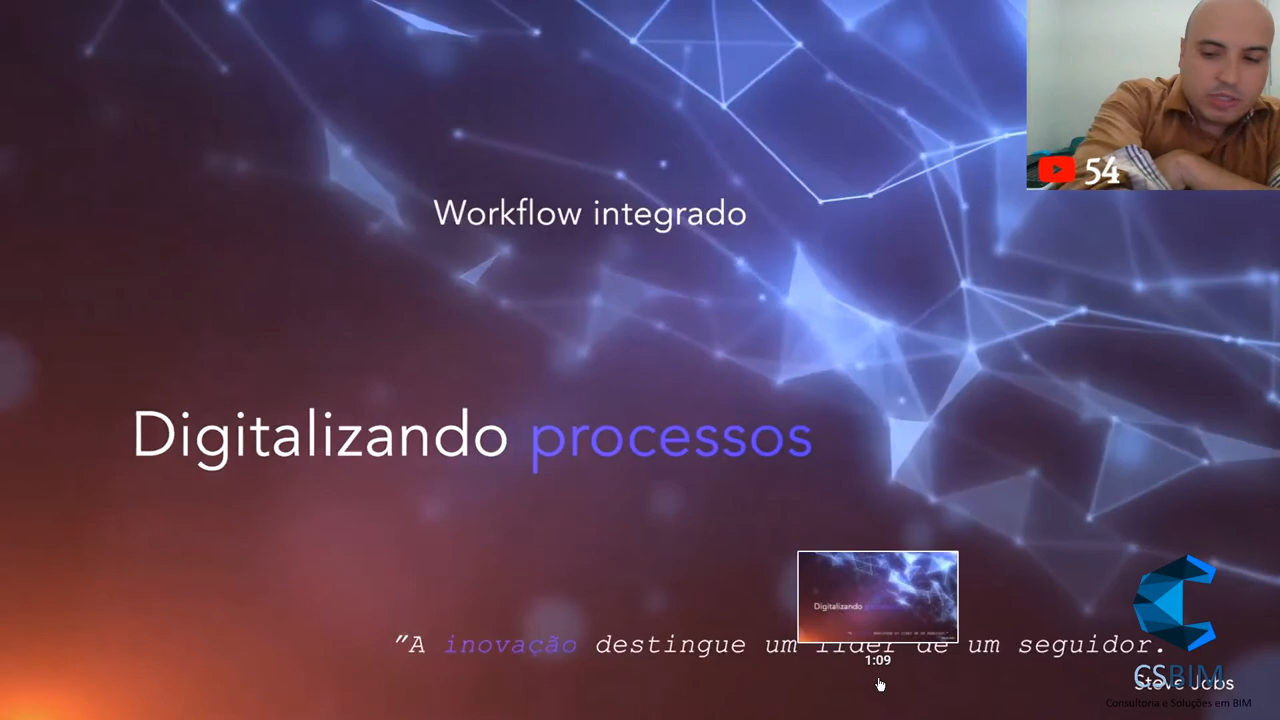 54
Workflow integrado
Digitalizando processos
Digitalizando
"A inovação destingue um líder de um seguidor."
1:09
CSBIM
Steve Jobs
Consultoria e Soluções em BIM